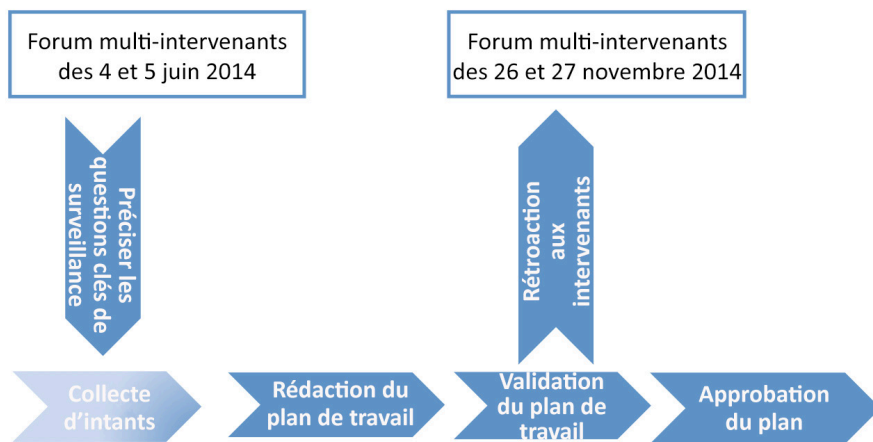 Forum multi-intervenants
des 4 et 5 juin 2014
Forum multi-intervenants
des 26 et 27 novembre 2014
Préciser les
questions clés de
surveillance
Rétroaction
aux
intervenants
Collecte
d’intants
Rédaction du
plan de travail
Validation
du plan de
travail
Approbation
du plan